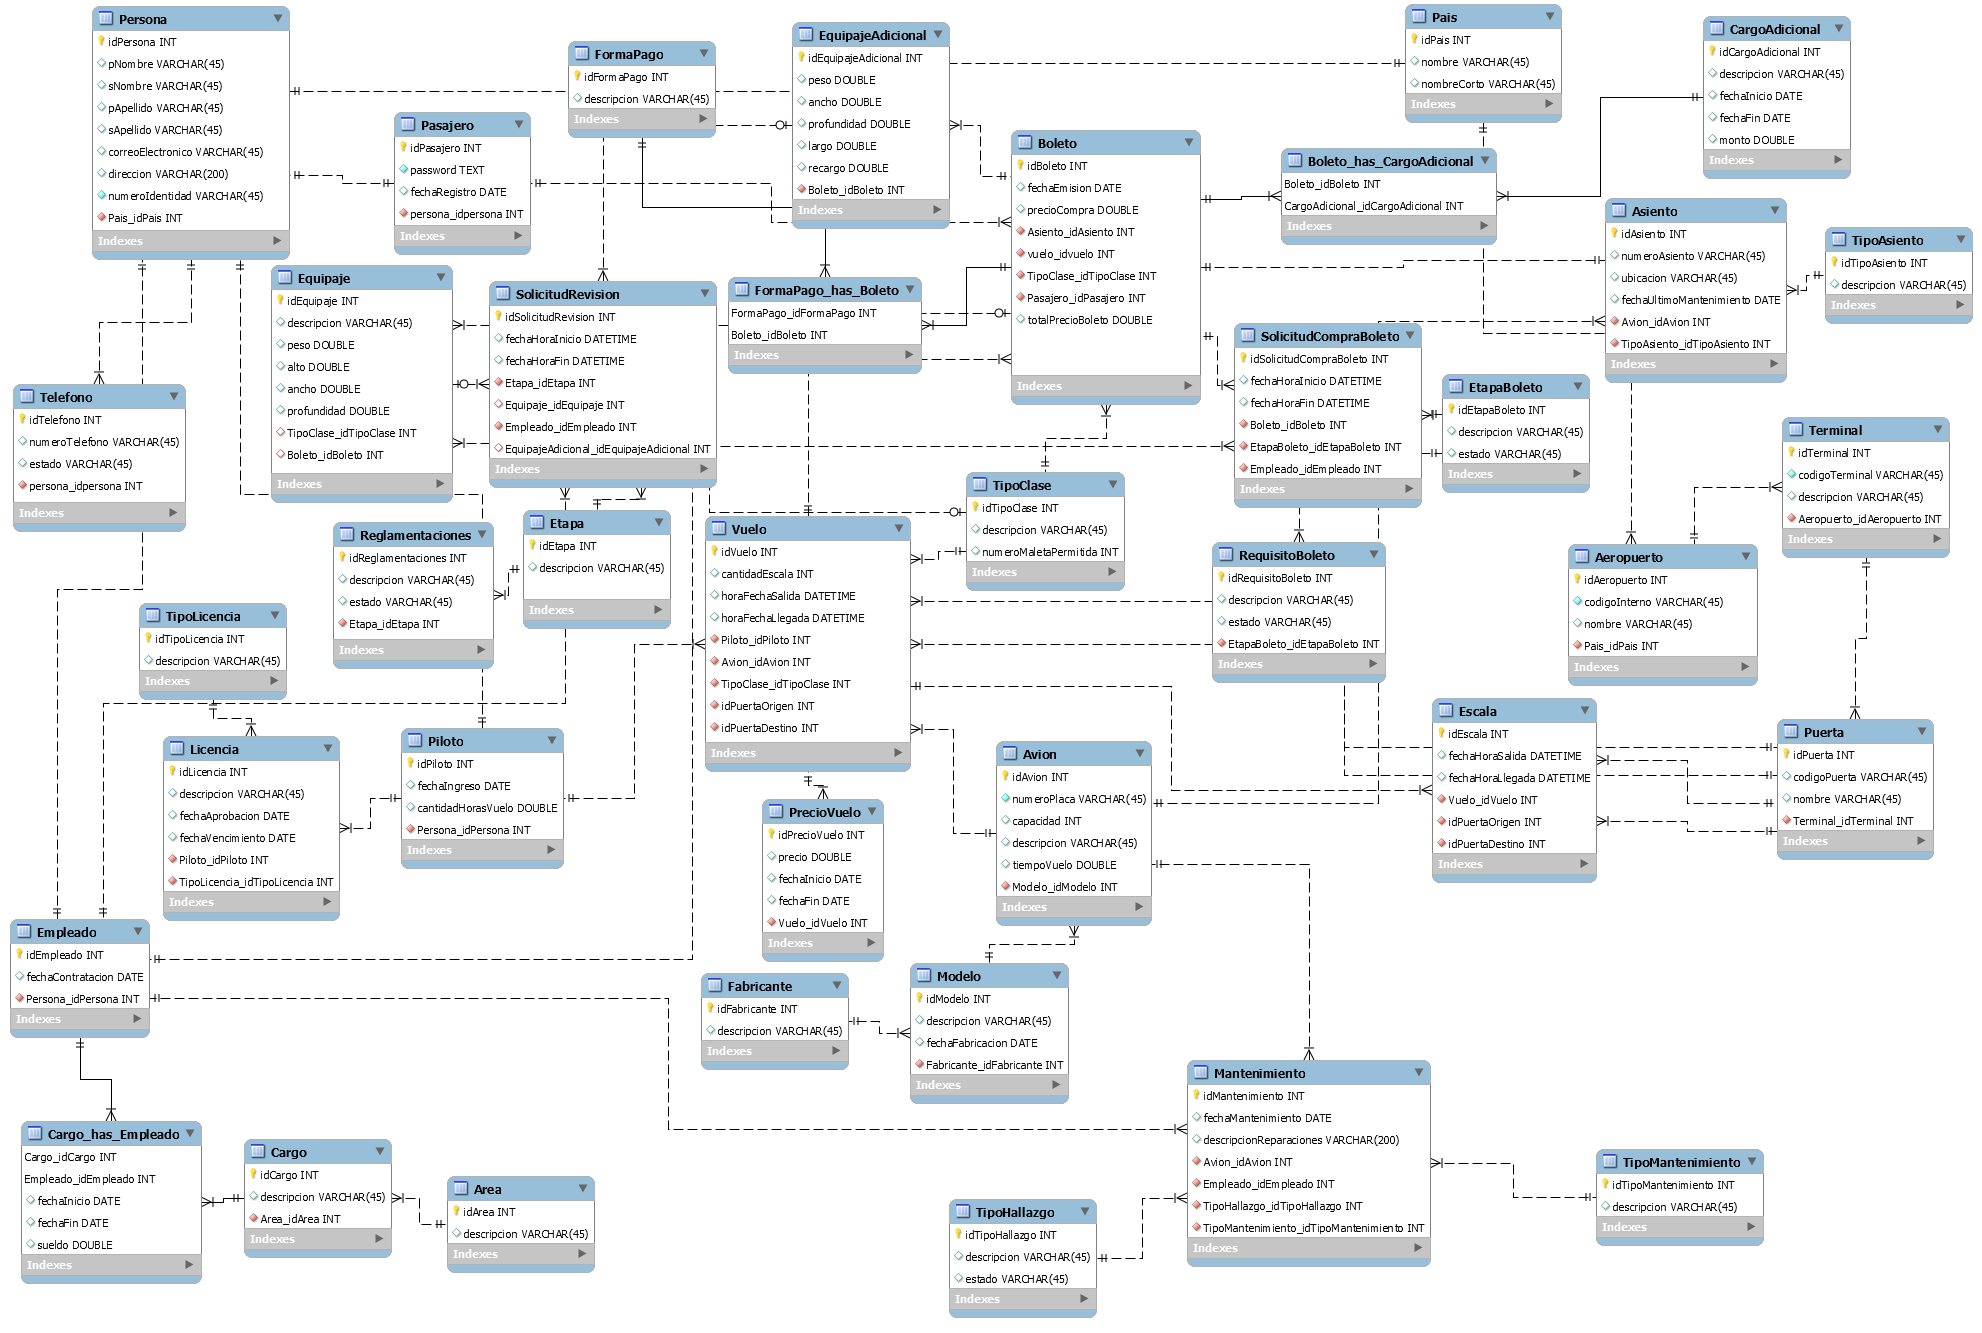 Persona
idPersona INT
pNombre VARCHAR(45)
sNombre VARCHAR(45)
pApellido VARCHAR(45)
sApellido VARCHAR(45)
correoElectronico VARCHAR(45)
direccion VARCHAR(200)
numeroIdentidad VARCHAR(45)
Pais_idPais INT
Indexes
Pasajero
idPasajero INT
password TEXT
fechaRegistro DATE
persona_idpersona INT
Indexes
FormaPago
idFormaPago INT
descripcion VARCHAR(45)
Indexes
EquipajeAdicional
idEquipajeAdicional INT
peso DOUBLE
ancho DOUBLE
profundidad DOUBLE
largo DOUBLE
recargo DOUBLE
Boleto_idBoleto INT
Indexes
Boleto
idBoleto INT
fechaEmision DATE
precioCompra DOUBLE
Asiento_idAsiento INT
vuelo_idvuelo INT
TipoClase_idTipoClase INT
Pasajero_idPasajero INT
totalPrecioBoleto DOUBLE
Indexes
Pais
idPais INT
nombre VARCHAR(45)
nombreCorto VARCHAR(45)
Indexes
CargoAdicional
idCargoAdicional INT
descripcion VARCHAR(45)
fechaInicio DATE
fechaFin DATE
monto DOUBLE
Indexes
Boleto_has_CargoAdicional
Boleto_idBoleto INT
CargoAdicional_idCargoAdicional INT
Indexes
Asiento
idAsiento INT
numeroAsiento VARCHAR(45)
ubicacion VARCHAR(45)
fechaUltimoMantenimiento DATE
Avion_idAvion INT
TipoAsiento_idTipoAsiento INT
Indexes
TipoAsiento
idTipoAsiento INT
descripcion VARCHAR(45)
Indexes
Equipaje
idEquipaje INT
descripcion VARCHAR(45)
peso DOUBLE
alto DOUBLE
ancho DOUBLE
profundidad DOUBLE
TipoClase_idTipoClase INT
Boleto_idBoleto INT
Indexes
SolicitudRevision
idSolicitudRevision INT
fechaHoraInicio DATETIME
fechaHoraFin DATETIME
Etapa_idEtapa INT
Equipaje_idEquipaje INT
Empleado_idEmpleado INT
EquipajeAdicional_idEquipajeAdicional INT
Indexes
FormaPago_has_Boleto
FormaPago_idFormaPago INT
Boleto_idBoleto INT
Indexes
SolicitudCompraBoleto
idSolicitudCompraBoleto INT
fechaHoraInicio DATETIME
fechaHoraFin DATETIME
Boleto_idBoleto INT
EtapaBoleto_idEtapaBoleto INT
Empleado_idEmpleado INT
Indexes
EtapaBoleto
idEtapaBoleto INT
descripcion VARCHAR(45)
estado VARCHAR(45)
Indexes
Telefono
idTelefono INT
numeroTelefono VARCHAR(45)
estado VARCHAR(45)
persona_idpersona INT
Indexes
Terminal
idTerminal INT
codigoTerminal VARCHAR(45)
descripcion VARCHAR(45)
Aeropuerto_idAeropuerto INT
Indexes
TipoClase
idTipoClase INT
descripcion VARCHAR(45)
numeroMaletaPermitida INT
Indexes
Reglamentaciones
idReglamentaciones INT
descripcion VARCHAR(45)
estado VARCHAR(45)
Etapa_idEtapa INT
Indexes
Etapa
idEtapa INT
descripcion VARCHAR(45)
Indexes
Vuelo
idVuelo INT
cantidadEscala INT
horaFechaSalida DATETIME
horaFechaLlegada DATETIME
Piloto_idPiloto INT
Avion_idAvion INT
TipoClase_idTipoClase INT
idPuertaOrigen INT
idPuertaDestino INT
Indexes
RequisitoBoleto
idRequisitoBoleto INT
descripcion VARCHAR(45)
estado VARCHAR(45)
EtapaBoleto_idEtapaBoleto INT
Indexes
Aeropuerto
idAeropuerto INT
codigoInterno VARCHAR(45)
nombre VARCHAR(45)
Pais_idPais INT
Indexes
TipoLicencia
idTipoLicencia INT
descripcion VARCHAR(45)
Indexes
Licencia
idLicencia INT
descripcion VARCHAR(45)
fechaAprobacion DATE
fechaVencimiento DATE
Piloto_idPiloto INT
TipoLicencia_idTipoLicencia INT
Indexes
Piloto
idPiloto INT
fechaIngreso DATE
cantidadHorasVuelo DOUBLE
Persona_idPersona INT
Indexes
PrecioVuelo
idPrecioVuelo INT
precio DOUBLE
fechaInicio DATE
fechaFin DATE
Vuelo_idVuelo INT
Indexes
Avion
idAvion INT
numeroPlaca VARCHAR(45)
capacidad INT
descripcion VARCHAR(45)
tiempoVuelo DOUBLE
Modelo_idModelo INT
Indexes
Escala
idEscala INT
fechaHoraSalida DATETIME
fechaHoraLlegada DATETIME
Vuelo_idVuelo INT
idPuertaOrigen INT
idPuertaDestino INT
Indexes
Puerta
idPuerta INT
codigoPuerta VARCHAR(45)
nombre VARCHAR(45)
Terminal_idTerminal INT
Indexes
Empleado
idEmpleado INT
fechaContratacion DATE
Persona_idPersona INT
Indexes
Fabricante
idFabricante INT
descripcion VARCHAR(45)
Indexes
Modelo
idModelo INT
descripcion VARCHAR(45)
fechaFabricacion DATE
Fabricante_idFabricante INT
Indexes
Mantenimiento
idMantenimiento INT
fechaMantenimiento DATE
descripcionReparaciones VARCHAR(200)
Avion_idAvion INT
Empleado_idEmpleado INT
TipoHallazgo_idTipoHallazgo INT
TipoMantenimiento_idTipoMantenimiento INT
Indexes
Cargo_has_Empleado
Cargo_idCargo INT
Empleado_idEmpleado INT
fechaInicio DATE
fechaFin DATE
sueldo DOUBLE
Indexes
Cargo
idCargo INT
descripcion VARCHAR(45)
Area_idArea INT
Indexes
Area
idArea INT
descripcion VARCHAR(45)
Indexes
TipoHallazgo
idTipoHallazgo INT
descripcion VARCHAR(45)
estado VARCHAR(45)
Indexes
TipoMantenimiento
idTipoMantenimiento INT
descripcion VARCHAR(45)
Indexes